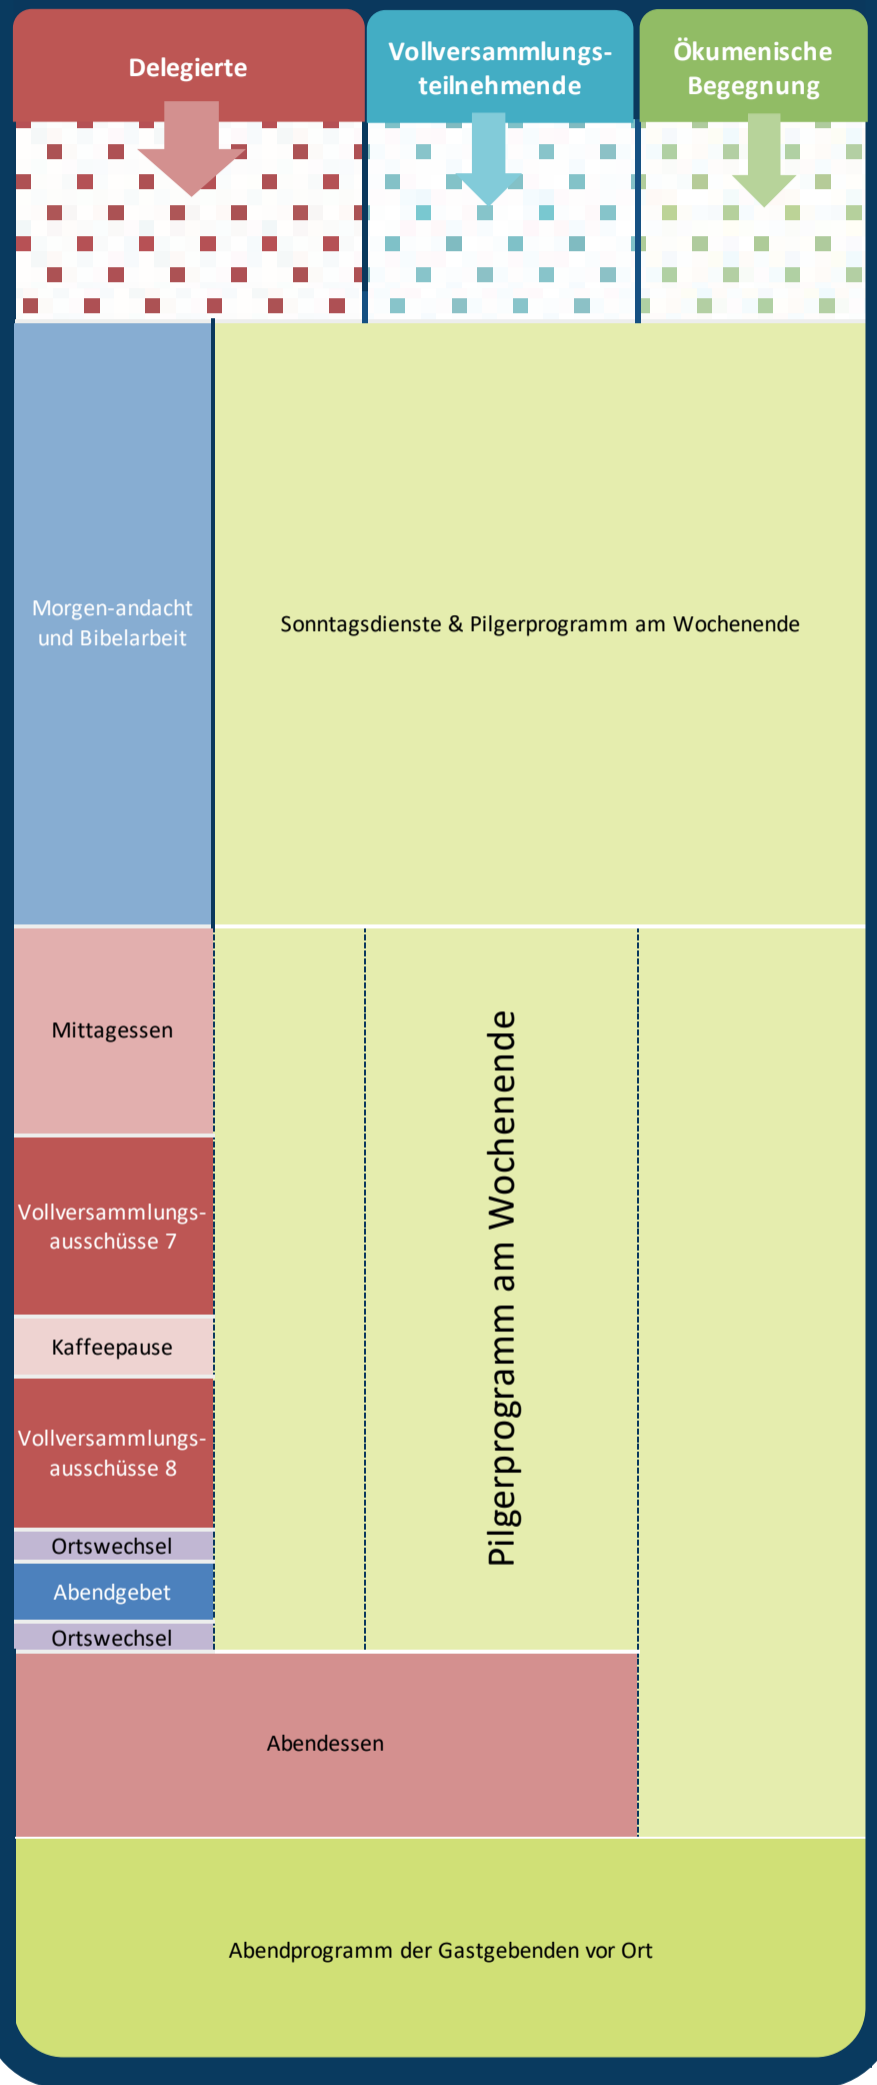 Delegierte
Vollversammlungs-
teilnehmende
Ökumenische
Begegnung
Morgen-andacht
und Bibelarbeit
Sonntagsdienste & Pilgerprogramm am Wochenende
Mittagessen
Pilgerprogramm am Wochenende
Vollversammlungs-
ausschüsse 7
Kaffeepause
Vollversammlungs-
ausschüsse 8
Ortswechsel
Abendgebet
Ortswechsel
Abendessen
Abendprogramm der Gastgebenden vor Ort